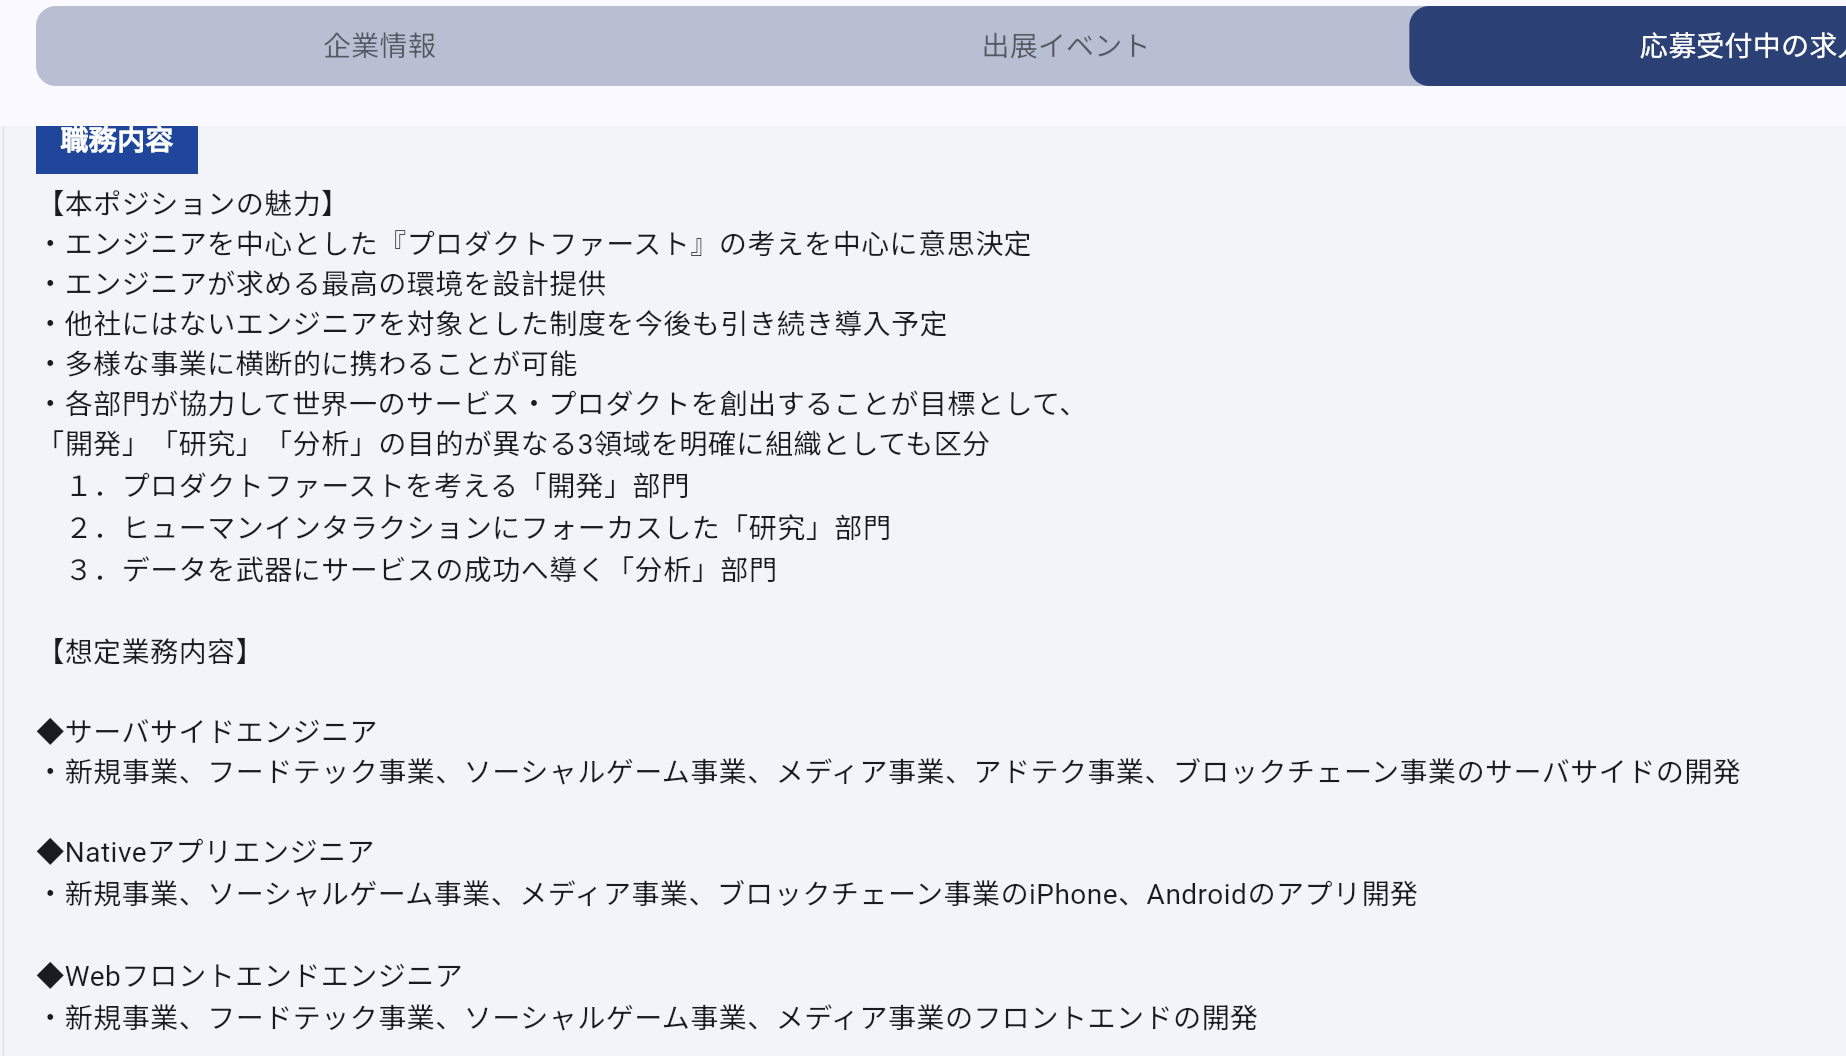 企業情報
出展イベント
応募受付中の求人
職務内容
【本ポジションの魅力】
・エンジニアを中心とした『プロダクトファースト』の考えを中心に意思決定
・エンジニアが求める最高の環境を設計提供
・他社にはないエンジニアを対象とした制度を今後も引き続き導入予定
・多様な事業に横断的に携わることが可能
・各部門が協力して世界一のサービス・プロダクトを創出することが目標として、
「開発」「研究」「分析」の目的が異なる3領域を明確に組織としても区分
１．プロダクトファーストを考える「開発」部門
２．ヒューマンインタラクションにフォーカスした「研究」部門
３．データを武器にサービスの成功へ導く「分析」部門
【想定業務内容】
◆サーバサイドエンジニア
・新規事業、フードテック事業、ソーシャルゲーム事業、メディア事業、アドテク事業、ブロックチェーン事業のサーバサイドの開発
◆Nativeアプリエンジニア
・新規事業、ソーシャルゲーム事業、メディア事業、ブロックチェーン事業のiPhone、Androidのアプリ開発
◆Webフロントエンドエンジニア
・新規事業、フードテック事業、ソーシャルゲーム事業、メディア事業のフロントエンドの開発